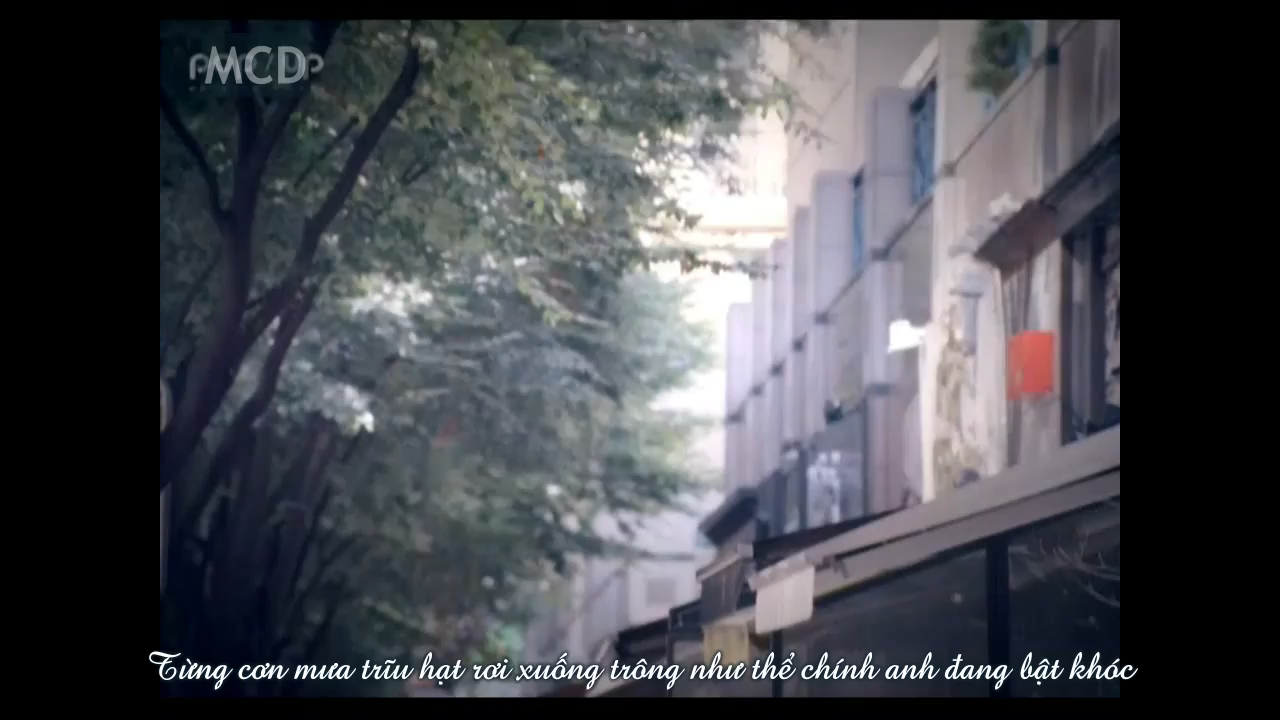 MCD
Từng cơn mưa trĩu hạt rơi xuống trông như thể chính anh đang bật khóc